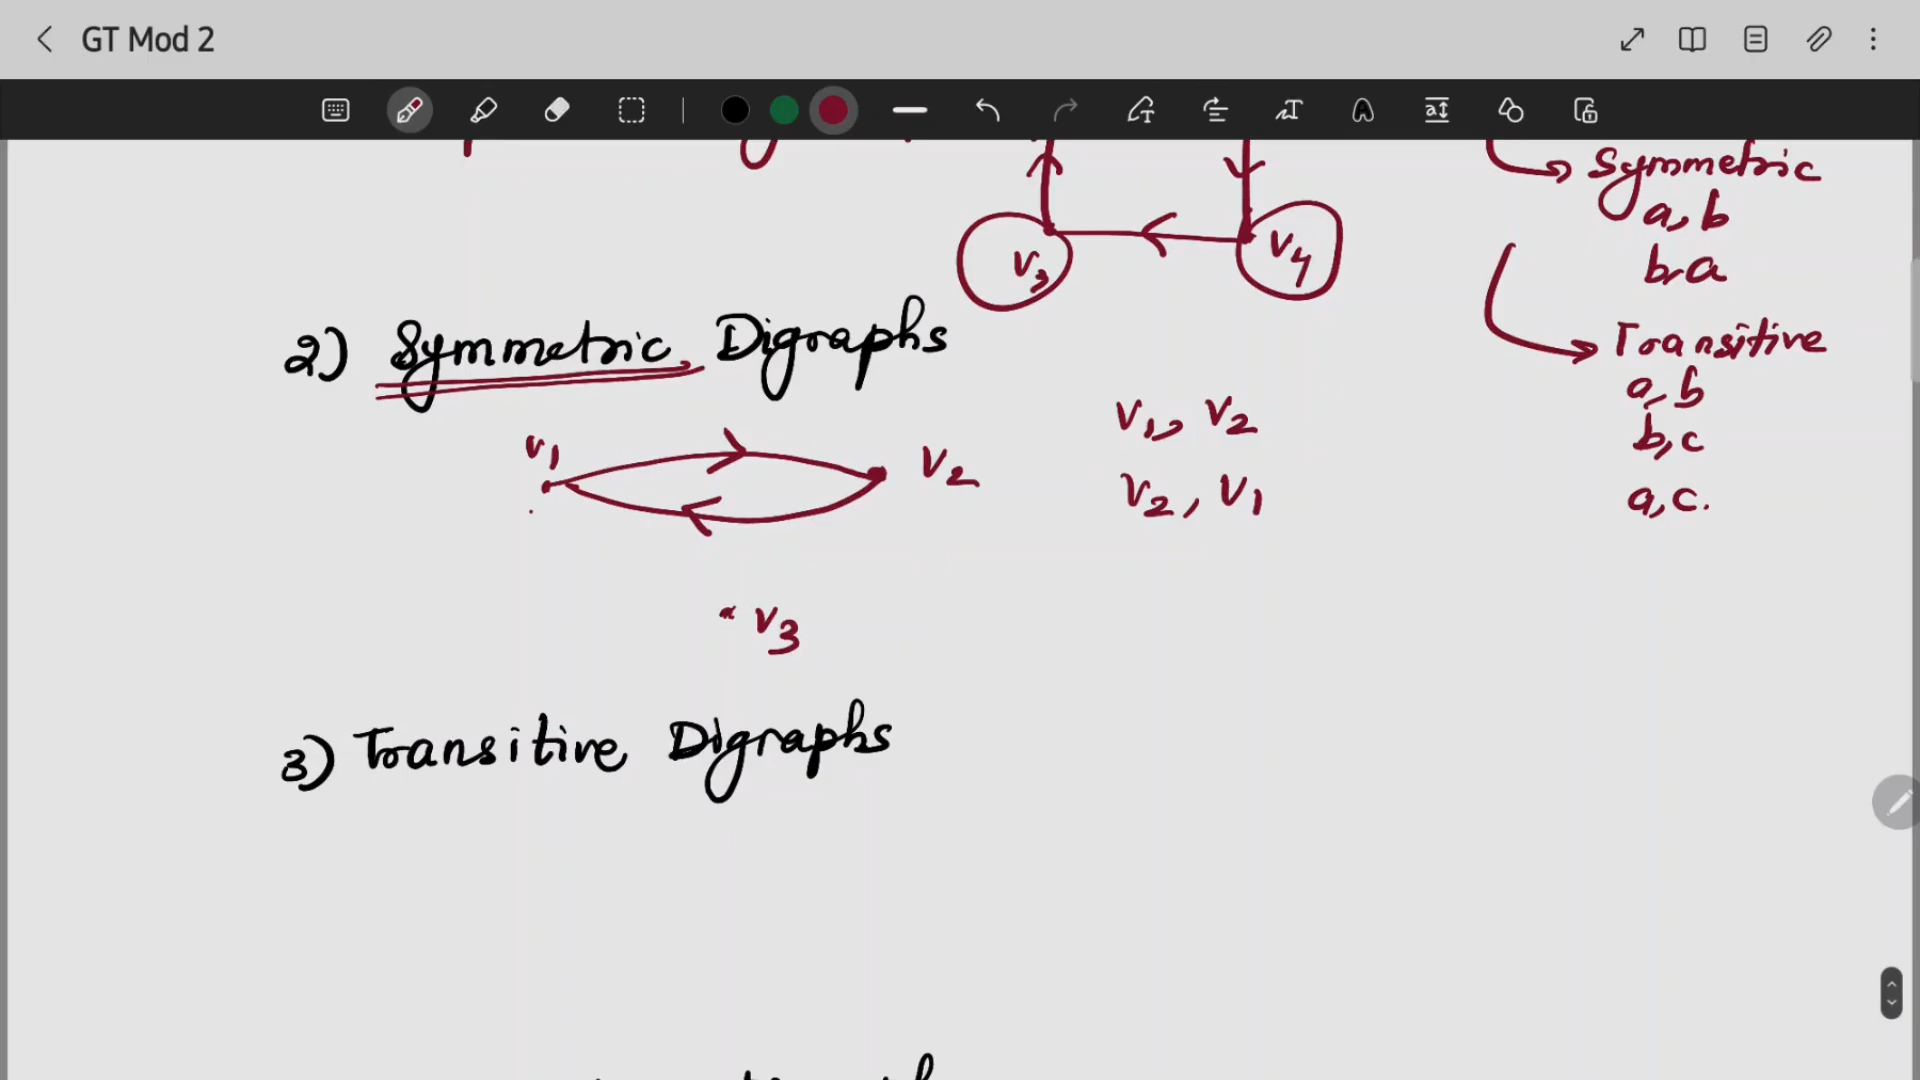 GT Mod 2
Symmetric
a, b
b, a
V3
V4
2) Symmetric Digraphs
Transitive
a, b
b, c
a, c.
V1, V2
V2, V1
V1
V2
V3
3) Transitive Digraphs